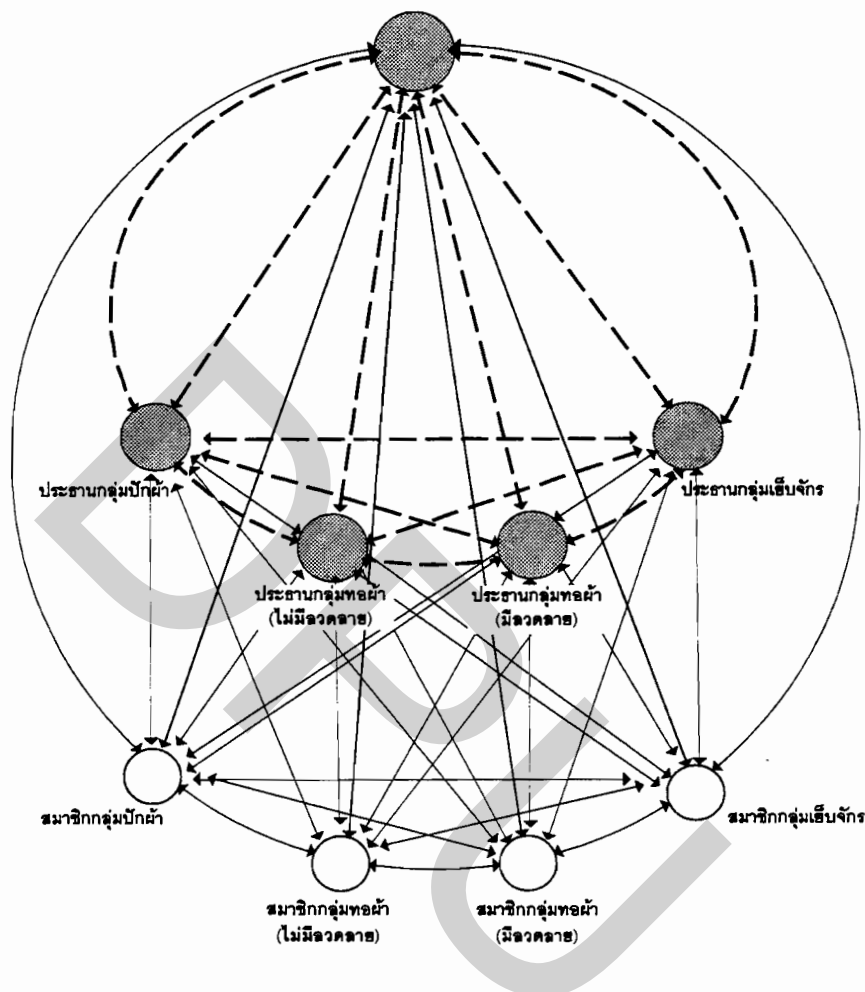 ประธานกลุ่มปักผ้า
ประธานกลุ่มเย็บจักร
ประธานกลุ่มทอผ้า
(ไม่มีลวดลาย)
ประธานกลุ่มทอผ้า
(มีลวดลาย)
สมาชิกกลุ่มปักผ้า
สมาชิกกลุ่มเย็บจักร
สมาชิกกลุ่มทอผ้า
(ไม่มีลวดลาย)
สมาชิกกลุ่มทอผ้า
(มีลวดลาย)
DPU